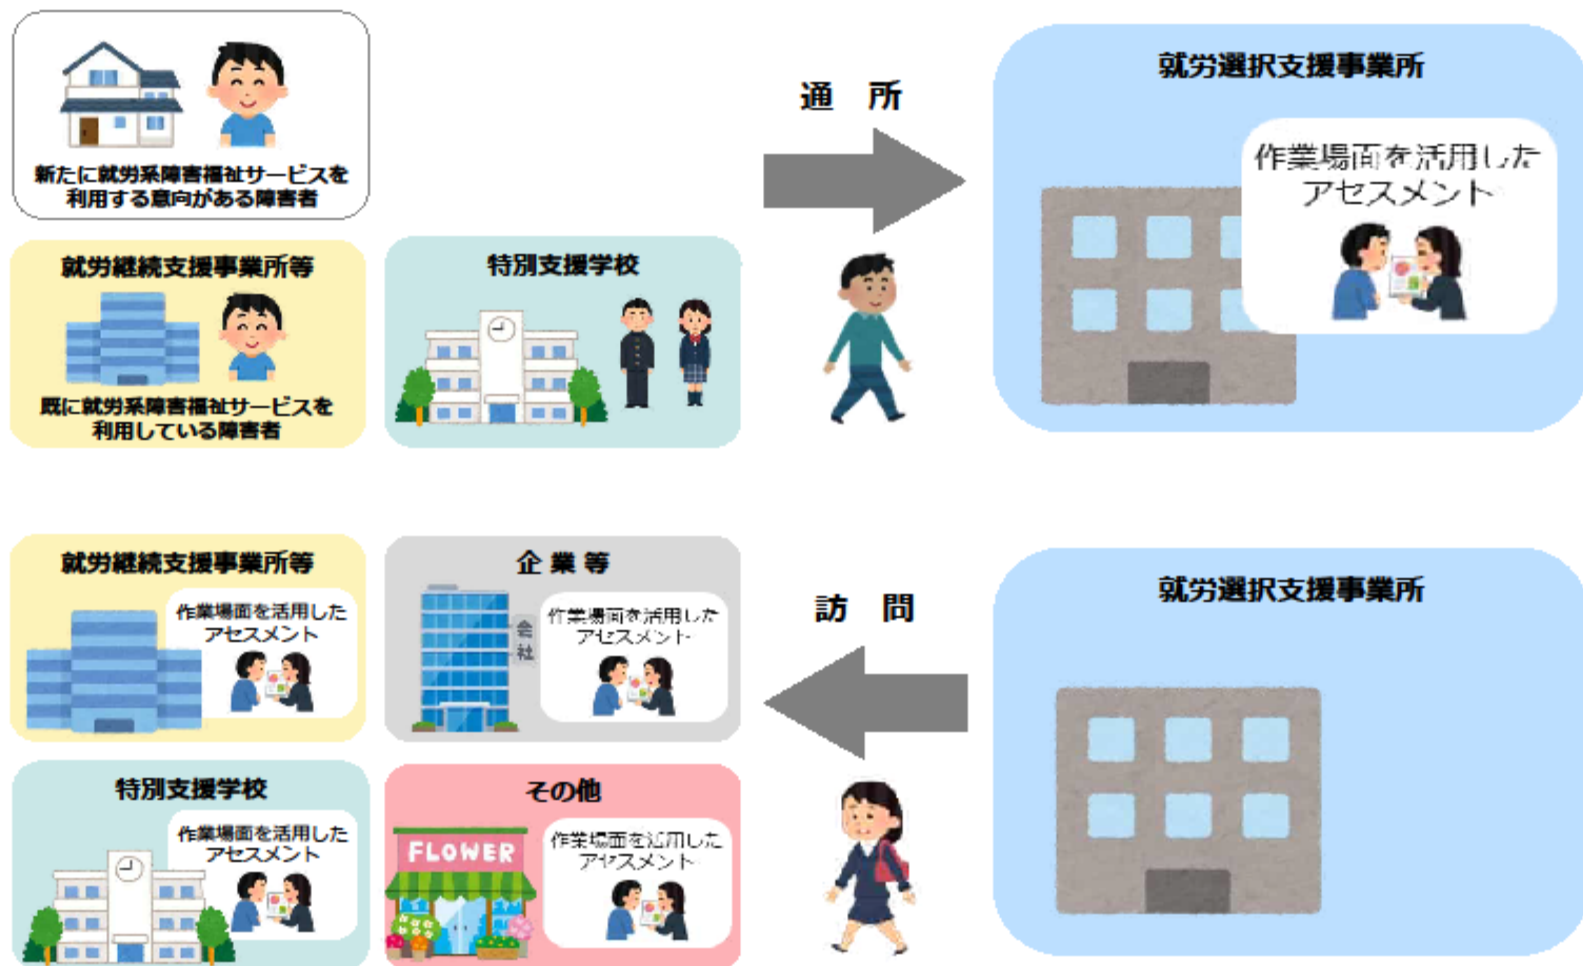 新たに就労系障害福祉サービスを
利用する意向がある障害者
通 所
就労選択支援事業所
作業場面を活用した
アセスメント
就労継続支援事業所等
既に就労系障害福祉サービスを
利用している障害者
特別支援学校
就労継続支援事業所等
作業場面を活用した
アセスメント
企業等
会社
作業場面を活用した
アセスメント
訪 問
就労選択支援事業所
特別支援学校
作業場面を活用した
アセスメント
その他
FLOWER
作業場面を活用した
アセスメント